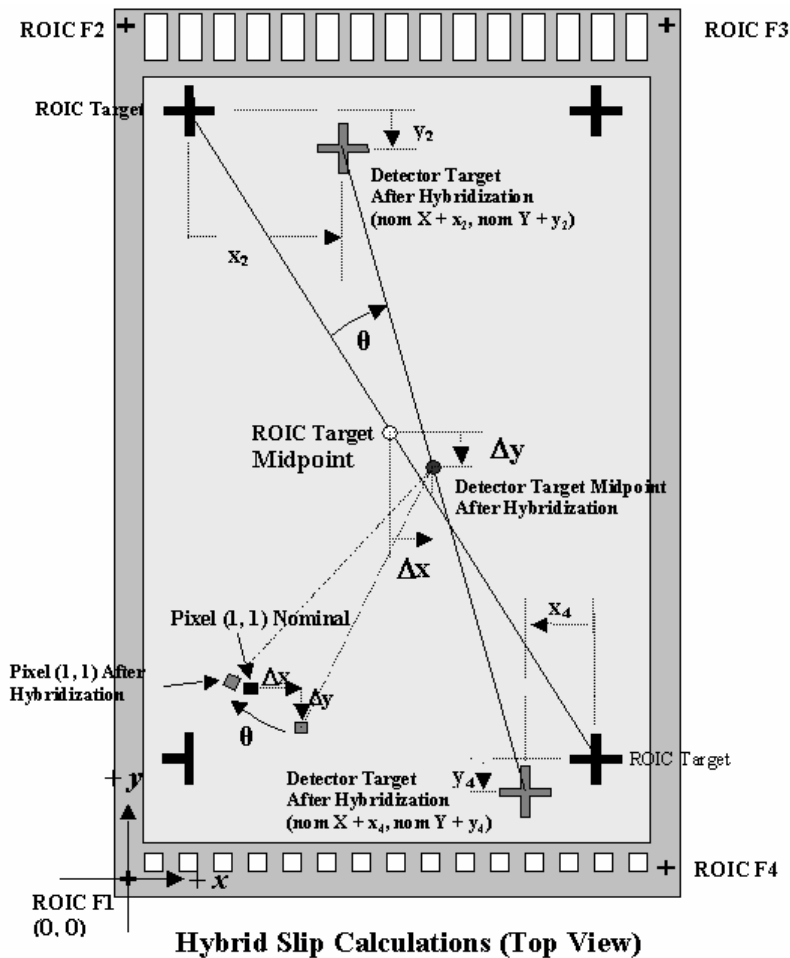 ROIC F2
ROIC F3
ROIC Target
y₂
Detector Target
After Hybridization
(nom X + x₂, nom Y + y₂)
x₂
θ
ROIC Target
Midpoint
Δy
Detector Target Midpoint
After Hybridization
Δx
x₄
Pixel (1, 1) Nominal
Pixel (1, 1) After
Hybridization
Δx
Δy
θ
ROIC Target
y₄
Detector Target
After Hybridization
(nom X + x₄, nom Y + y₄)
+ y
ROIC F4
+ x
ROIC F1
(0, 0)
Hybrid Slip Calculations (Top View)